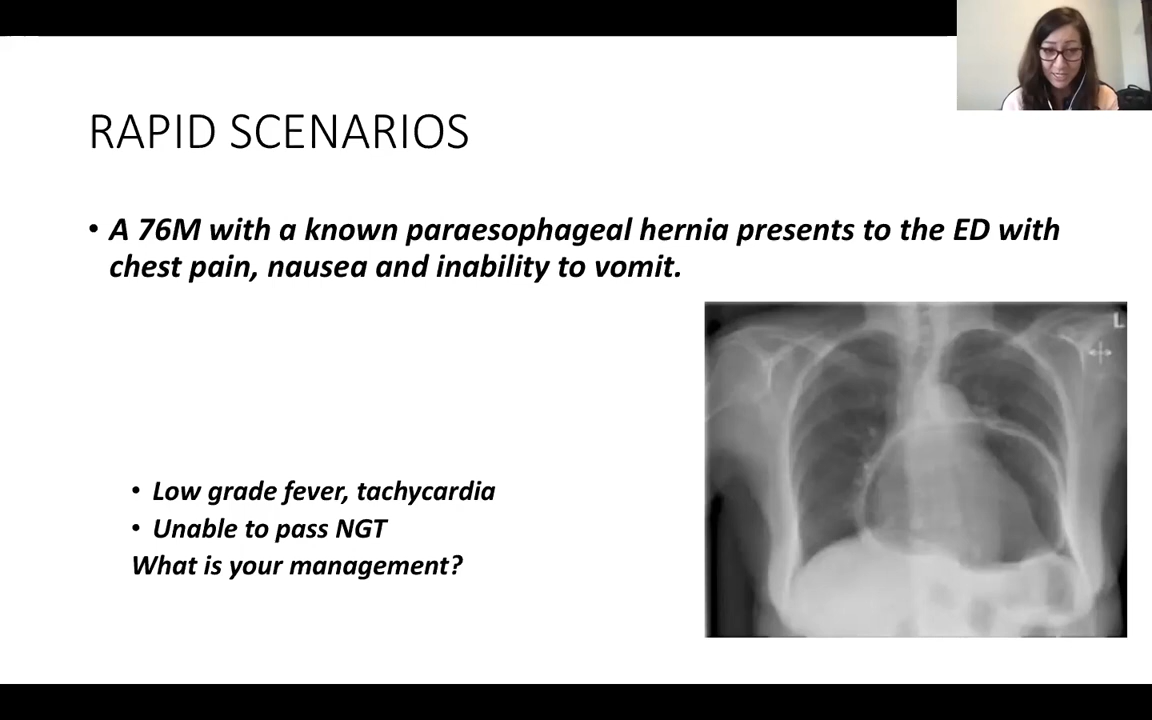 RAPID SCENARIOS
• A 76M with a known paraesophageal hernia presents to the ED with
chest pain, nausea and inability to vomit.
L
• Low grade fever, tachycardia
• Unable to pass NGT
What is your management?